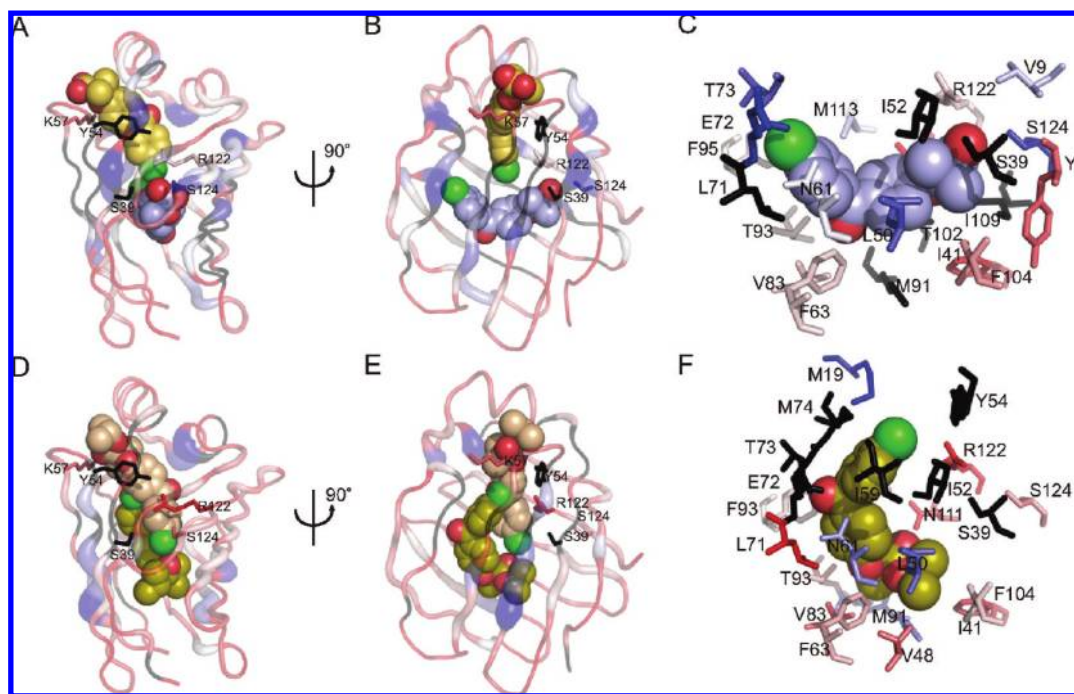 A
K57
Y54
R122
S124
S39
90°
B
K57
Y54
R122
S124
S39
C
V9
T73
R122
M113
I52
E72
S124
F95
S39
Y
L71
N61
I109
T93
L50
T102
I41
F104
V83
M91
F63
D
K57
Y54
R122
S39
S124
90°
E
K57
Y54
R122
S124
S39
F
M19
M74
Y54
T73
R122
E72
I59
I52
S124
F93
N111
S39
L71
N61
L50
T93
F104
V83
M91
I41
F63
V48